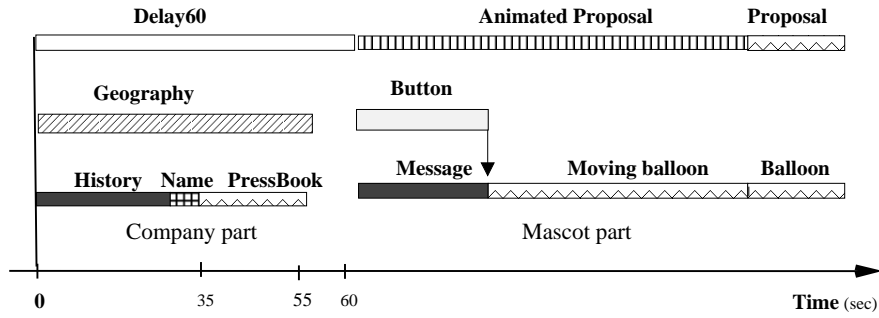 Delay60 Animated Proposal Proposal
Geography Button
History Name PressBook Message Moving balloon Balloon
Company part Mascot part
0 35 55 60 Time (sec)